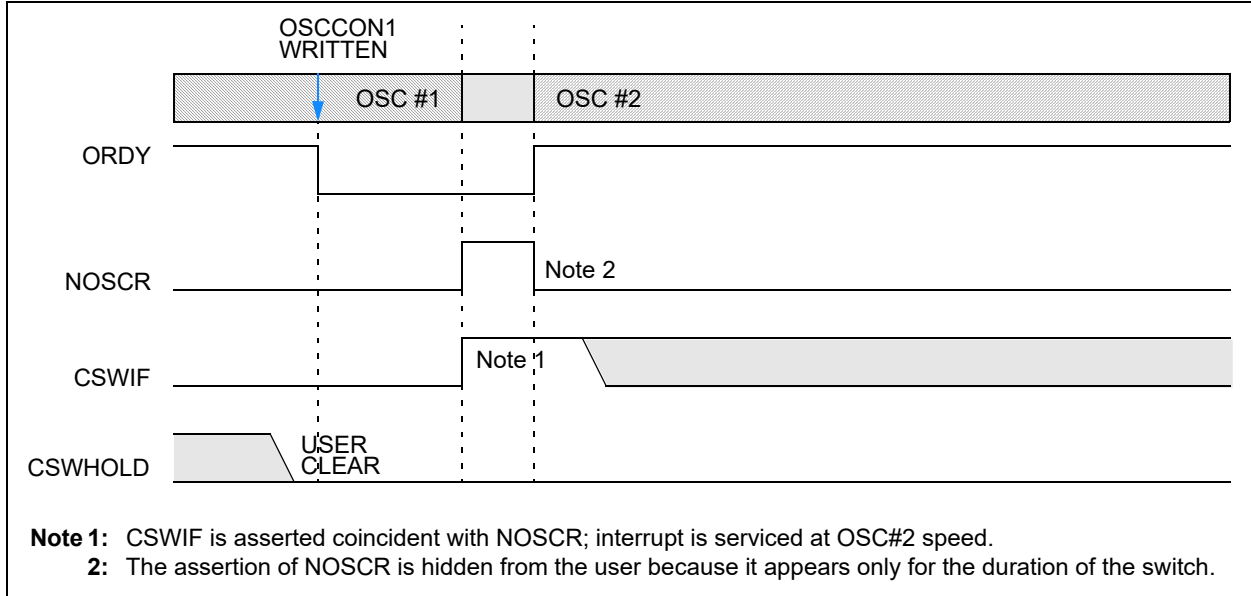 OSCCON1
WRITTEN
OSC #1
OSC #2
ORDY
NOSCR
Note 2
CSWIF
Note 1
CSWHOLD
USER
CLEAR
Note 1: CSWIF is asserted coincident with NOSCR; interrupt is serviced at OSC#2 speed.
2: The assertion of NOSCR is hidden from the user because it appears only for the duration of the switch.